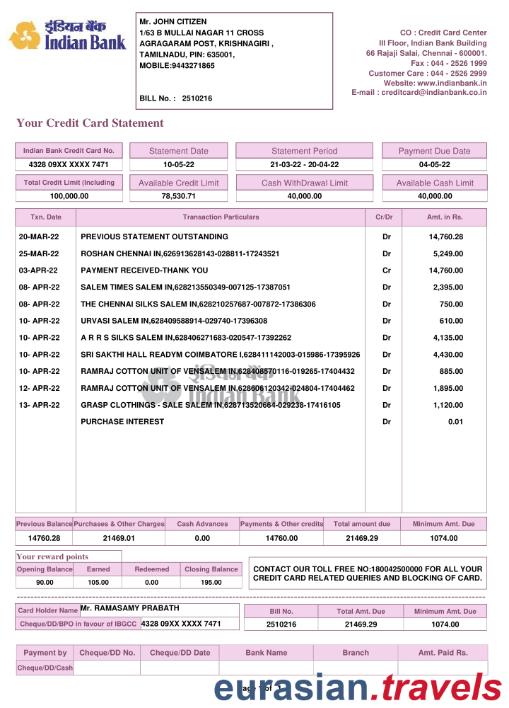 इंडियन बैंक
Indian Bank
Mr. JOHN CITIZEN
1/63 B MULLAI NAGAR 11 CROSS
AGRAGARAM POST, KRISHNAGIRI ,
TAMILNADU, PIN: 635001,
MOBILE:9443271865
BILL No. : 2510216
CO : Credit Card Center
III Floor, Indian Bank Building
66 Rajaji Salai, Chennai - 600001.
Fax : 044 - 2526 1999
Customer Care : 044 - 2526 2999
Website: www.indianbank.in
E-mail : creditcard@indianbank.co.in
Your Credit Card Statement
Indian Bank Credit Card No. Statement Date Statement Period Payment Due Date
4328 09XX XXXX 7471 10-05-22 21-03-22 - 20-04-22 04-05-22
Total Credit Limit (Including Available Credit Limit Cash WithDrawal Limit Available Cash Limit
100,000.00 78,530.71 40,000.00 40,000.00
Txn. Date Transaction Particulars Cr/Dr Amt. in Rs.
20-MAR-22 PREVIOUS STATEMENT OUTSTANDING Dr 14,760.28
25-MAR-22 ROSHAN CHENNAI IN,626913628143-028811-17243521 Dr 5,249.00
03-APR-22 PAYMENT RECEIVED-THANK YOU Cr 14,760.00
08- APR-22 SALEM TIMES SALEM IN,628213550349-007125-17387051 Dr 2,395.00
08- APR-22 THE CHENNAI SILKS SALEM IN,628210257687-007872-17386306 Dr 750.00
10- APR-22 URVASI SALEM IN,628409588914-029740-17396308 Dr 610.00
10- APR-22 A R R S SILKS SALEM IN,628406271683-020547-17392262 Dr 4,135.00
10- APR-22 SRI SAKTHI HALL READYM COIMBATORE I,628411142003-015986-17395926 Dr 4,430.00
10- APR-22 RAMRAJ COTTON UNIT OF VENSALEM IN,628408570116-019265-17404432 Dr 885.00
12- APR-22 RAMRAJ COTTON UNIT OF VENSALEM IN,628606120342-024804-17404462 Dr 1,895.00
13- APR-22 GRASP CLOTHINGS - SALE SALEM IN,628713520664-029238-17416105 Dr 1,120.00
PURCHASE INTEREST Dr 0.01
इंडियन बैंक
Indian Bank
Previous Balance Purchases & Other Charges Cash Advances Payments & Other credits Total amount due Minimum Amt. Due
14760.28 21469.01 0.00 14760.00 21469.29 1074.00
Your reward points
Opening Balance Earned Redeemed Closing Balance
90.00 105.00 0.00 195.00
CONTACT OUR TOLL FREE NO:180042500000 FOR ALL YOUR
CREDIT CARD RELATED QUERIES AND BLOCKING OF CARD.
Card Holder Name Mr. RAMASAMY PRABATH Bill No. Total Amt. Due Minimum Amt. Due
Cheque/DD/BPO in favour of IBGCC 4328 09XX XXXX 7471 2510216 21469.29 1074.00
Payment by Cheque/DD No. Cheque/DD Date Bank Name Branch Amt. Paid Rs.
Cheque/DD/Cash
eurasian.travels